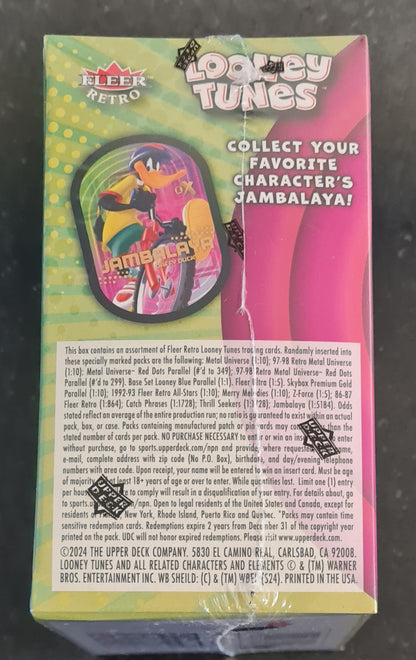 FLEER
RETRO
LOONEY
TUNES
™
COLLECT YOUR
FAVORITE
CHARACTER'S
JAMBALAYA!
JAMBALAYA
DAFFY DUCK
UPPER DECK
This box contains an assortment of Fleer Retro Looney Tunes trading cards. Randomly inserted into
these specially marked packs are the following: Metal Universe (1:10); 97-98 Retro Metal Universe
(1:10); Metal Universe– Red Dots Parallel (#'d to 349); 97-98 Retro Metal Universe– Red Dots
Parallel (#'d to 299). Base Set Looney Blue Parallel (1:1). Fleer Ultra (1:5). Skybox Premium Gold
Parallel (1:10); 1992-93 Fleer Retro All-Stars (1:10); Merry Melodies (1:10); Z-Force (1:5); 86-87
Fleer Retro (1:864); Catch Phrases (1:1728); Thrill Seekers (1:1728); Jambalaya (1:5184). Odds
stated reflect an average of the entire production run; no ratio is guaranteed to exist within an actual
pack, box, or case. Packs containing manufactured patch or cards may contain less than the
stated number of cards per pack. NO PURCHASE NECESSARY to enter or win an insert
without purchase, go to sports.upperdeck.com/npn and provide, where requested, name,
e-mail, complete address with zip code (No P.O. Box), birthdate, and day/evening telephone
numbers with area code. Upon receipt, your name will be entered to win an insert card. Must be age
of majority least 18+ years of age or to enter. While quantities last. Limit one (1) entry
per to comply will result in a disqualification of your entry. For details about, go
to sports. /npn. Open to legal residents of the United States and Canada, except for
residents of New York, Rhode Island, Puerto Rico and Quebec. *Packs may contain time
sensitive redemption cards. Redemptions expire 2 years from December 31 of the copyright year
printed on the pack. UDC will not honor expired redemptions. Visit us at www.upperdeck.com
©2024 THE UPPER DECK COMPANY. 5830 EL CAMINO REAL, CARLSBAD, CA 92008.
LOONEY TUNES AND ALL RELATED CHARACTERS AND ELEMENTS © & (TM) WARNER
BROS. ENTERTAINMENT INC. WB SHEILD: (C) & (TM) WBEI (S24). PRINTED IN THE USA.